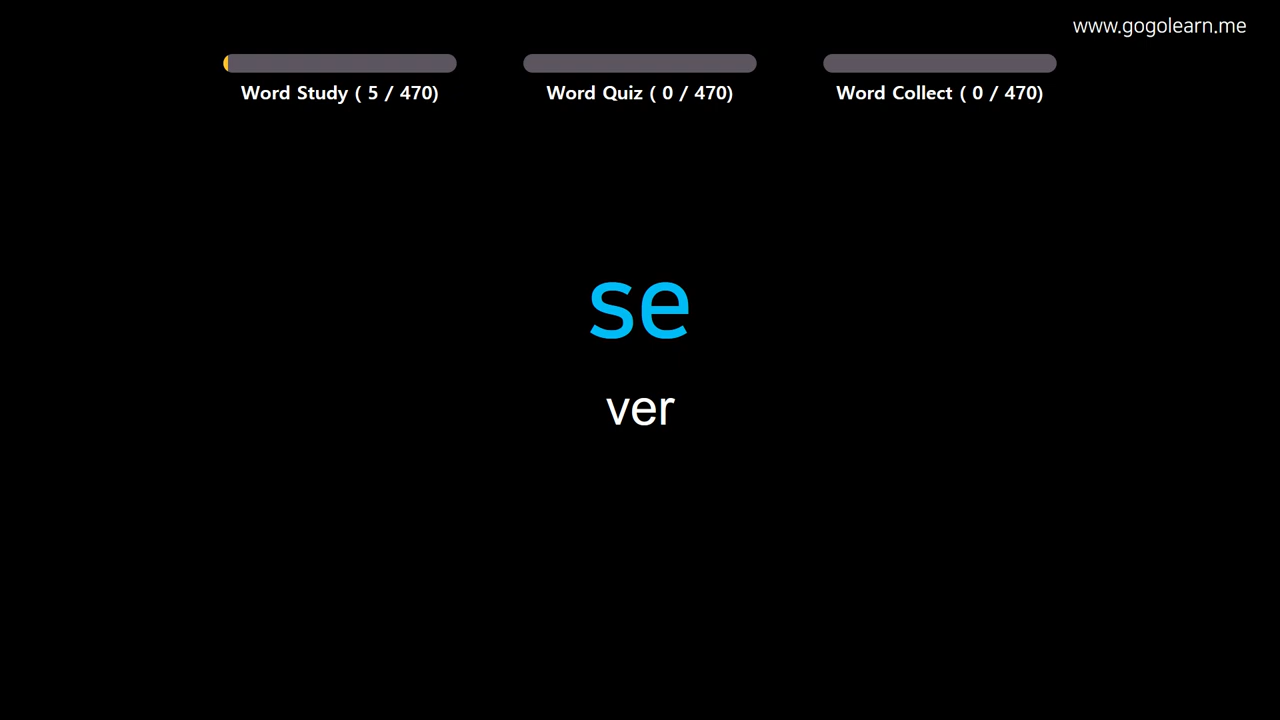 www.gogolearn.me
Word Study ( 5 / 470)
Word Quiz ( 0 / 470)
Word Collect ( 0 / 470)
se
ver